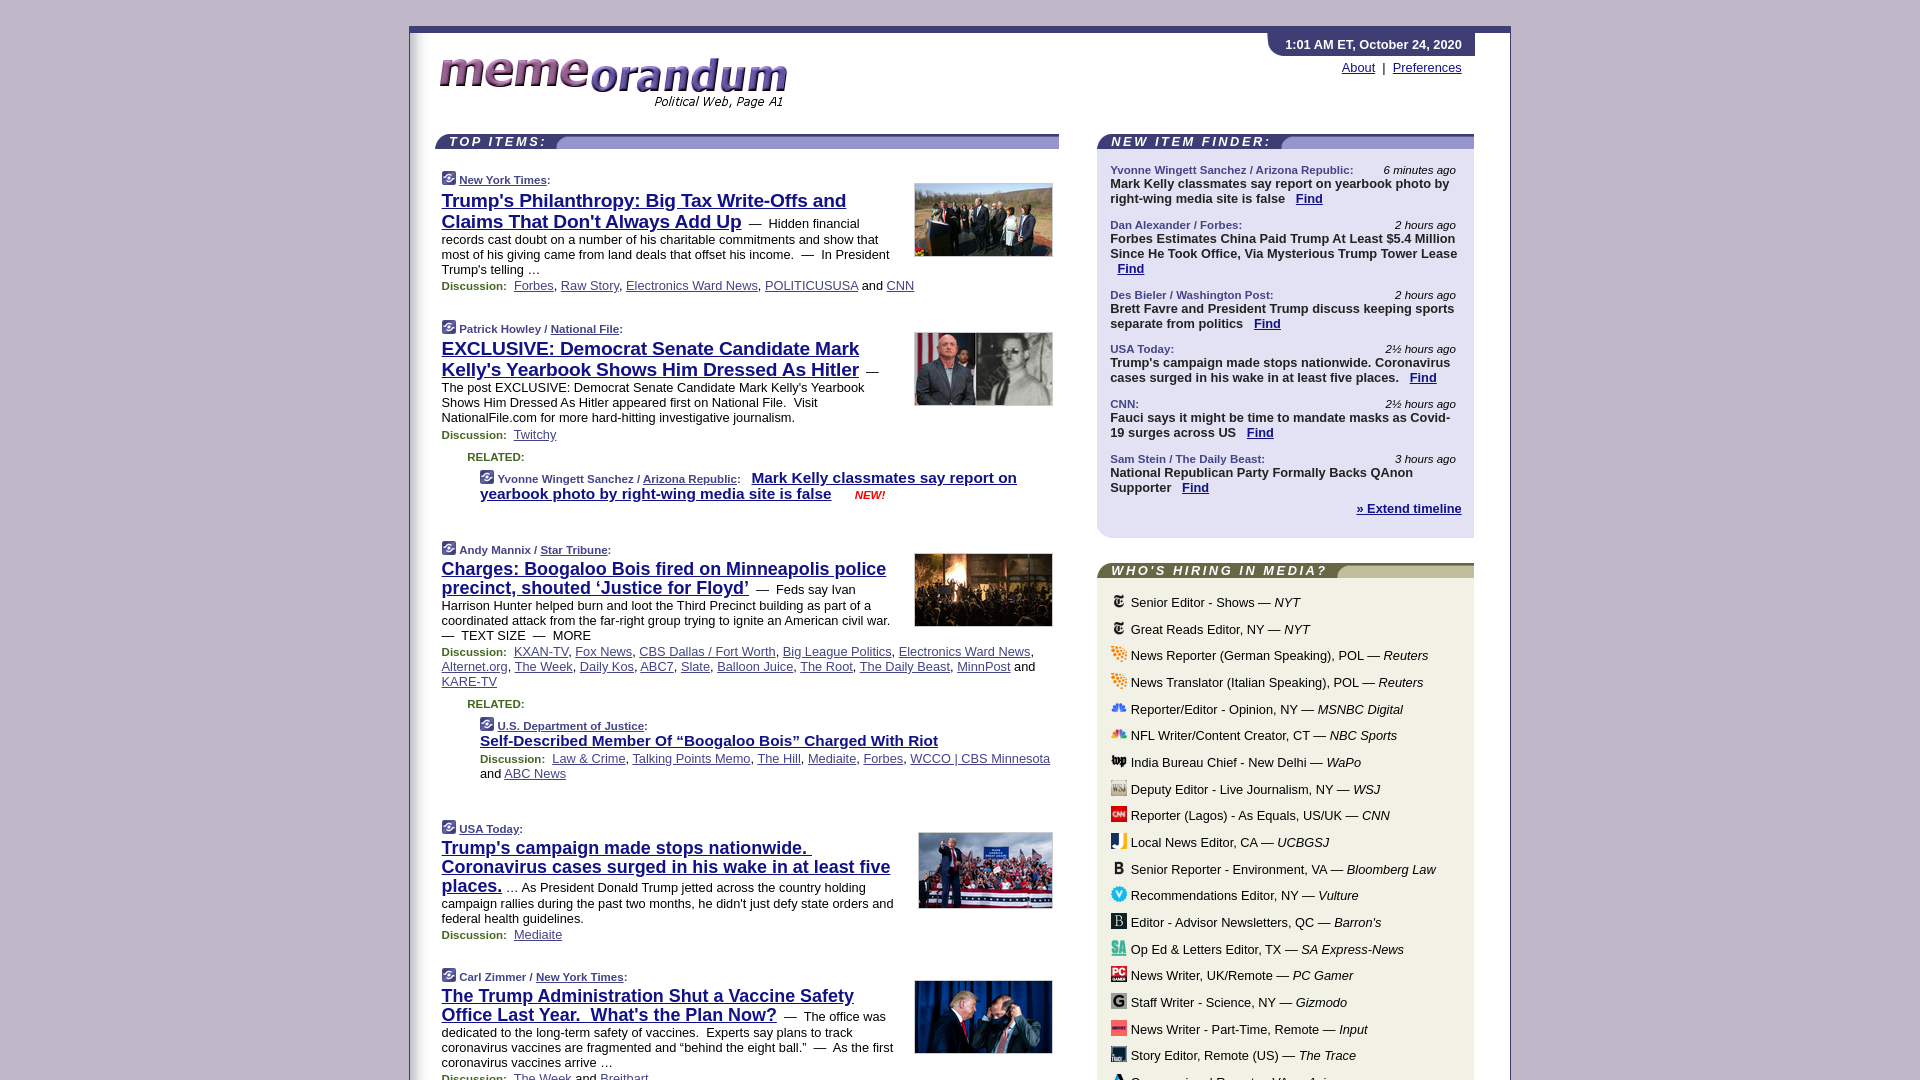 1:01 AM ET, October 24, 2020
About | Preferences
memeorandum
Political Web, Page A1
TOP ITEMS:
New York Times:
Trump's Philanthropy: Big Tax Write-Offs and
Claims That Don't Always Add Up — Hidden financial
records cast doubt on a number of his charitable commitments and show that
most of his giving came from land deals that offset his income. — In President
Trump's telling …
Discussion: Forbes, Raw Story, Electronics Ward News, POLITICUSUSA and CNN
Patrick Howley / National File:
EXCLUSIVE: Democrat Senate Candidate Mark
Kelly's Yearbook Shows Him Dressed As Hitler —
The post EXCLUSIVE: Democrat Senate Candidate Mark Kelly's Yearbook
Shows Him Dressed As Hitler appeared first on National File. Visit
NationalFile.com for more hard-hitting investigative journalism.
Discussion: Twitchy
RELATED:
Yvonne Wingett Sanchez / Arizona Republic: Mark Kelly classmates say report on
yearbook photo by right-wing media site is false NEW!
Andy Mannix / Star Tribune:
Charges: Boogaloo Bois fired on Minneapolis police
precinct, shouted ‘Justice for Floyd’ — Feds say Ivan
Harrison Hunter helped burn and loot the Third Precinct building as part of a
coordinated attack from the far-right group trying to ignite an American civil war.
— TEXT SIZE — MORE
Discussion: KXAN-TV, Fox News, CBS Dallas / Fort Worth, Big League Politics, Electronics Ward News,
Alternet.org, The Week, Daily Kos, ABC7, Slate, Balloon Juice, The Root, The Daily Beast, MinnPost and
KARE-TV
RELATED:
U.S. Department of Justice:
Self-Described Member Of “Boogaloo Bois” Charged With Riot
Discussion: Law & Crime, Talking Points Memo, The Hill, Mediaite, Forbes, WCCO | CBS Minnesota
and ABC News
USA Today:
Trump's campaign made stops nationwide.
Coronavirus cases surged in his wake in at least five
places. … As President Donald Trump jetted across the country holding
campaign rallies during the past two months, he didn't just defy state orders and
federal health guidelines.
Discussion: Mediaite
Carl Zimmer / New York Times:
The Trump Administration Shut a Vaccine Safety
Office Last Year. What's the Plan Now? — The office was
dedicated to the long-term safety of vaccines. Experts say plans to track
coronavirus vaccines are fragmented and “behind the eight ball.” — As the first
coronavirus vaccines arrive …
Discussion: The Week and Breitbart
NEW ITEM FINDER:
Yvonne Wingett Sanchez / Arizona Republic: 6 minutes ago
Mark Kelly classmates say report on yearbook photo by
right-wing media site is false Find
Dan Alexander / Forbes: 2 hours ago
Forbes Estimates China Paid Trump At Least $5.4 Million
Since He Took Office, Via Mysterious Trump Tower Lease
Find
Des Bieler / Washington Post: 2 hours ago
Brett Favre and President Trump discuss keeping sports
separate from politics Find
USA Today: 2½ hours ago
Trump's campaign made stops nationwide. Coronavirus
cases surged in his wake in at least five places. Find
CNN: 2½ hours ago
Fauci says it might be time to mandate masks as Covid-
19 surges across US Find
Sam Stein / The Daily Beast: 3 hours ago
National Republican Party Formally Backs QAnon
Supporter Find
» Extend timeline
WHO'S HIRING IN MEDIA?
Senior Editor - Shows — NYT
Great Reads Editor, NY — NYT
News Reporter (German Speaking), POL — Reuters
News Translator (Italian Speaking), POL — Reuters
Reporter/Editor - Opinion, NY — MSNBC Digital
NFL Writer/Content Creator, CT — NBC Sports
India Bureau Chief - New Delhi — WaPo
Deputy Editor - Live Journalism, NY — WSJ
Reporter (Lagos) - As Equals, US/UK — CNN
Local News Editor, CA — UCBGSJ
Senior Reporter - Environment, VA — Bloomberg Law
Recommendations Editor, NY — Vulture
Editor - Advisor Newsletters, QC — Barron's
Op Ed & Letters Editor, TX — SA Express-News
News Writer, UK/Remote — PC Gamer
Staff Writer - Science, NY — Gizmodo
News Writer - Part-Time, Remote — Input
Story Editor, Remote (US) — The Trace